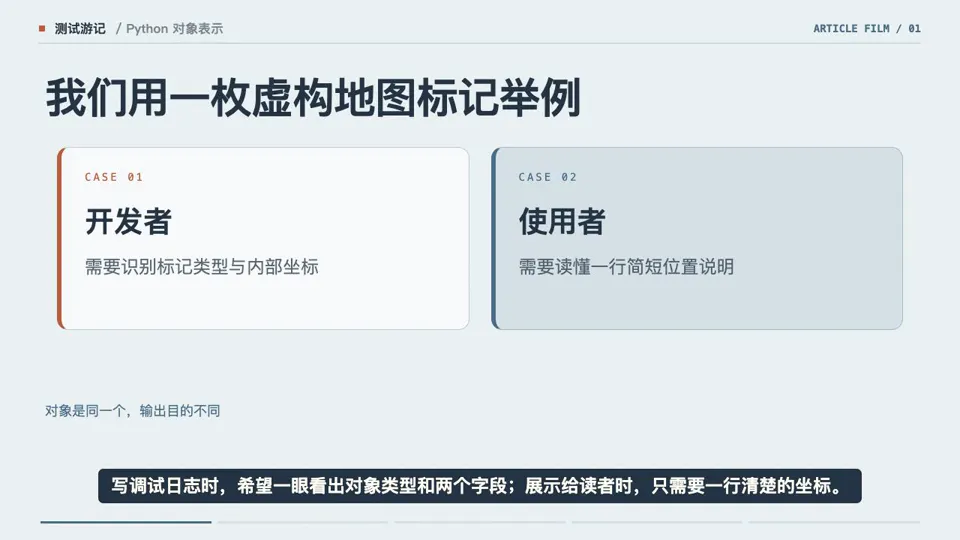 测试游记 / Python 对象表示
ARTICLE FILM / 01
我们用一枚虚构地图标记举例
CASE 01
开发者
需要识别标记类型与内部坐标
CASE 02
使用者
需要读懂一行简短位置说明
对象是同一个，输出目的不同
写调试日志时，希望一眼看出对象类型和两个字段；展示给读者时，只需要一行清楚的坐标。